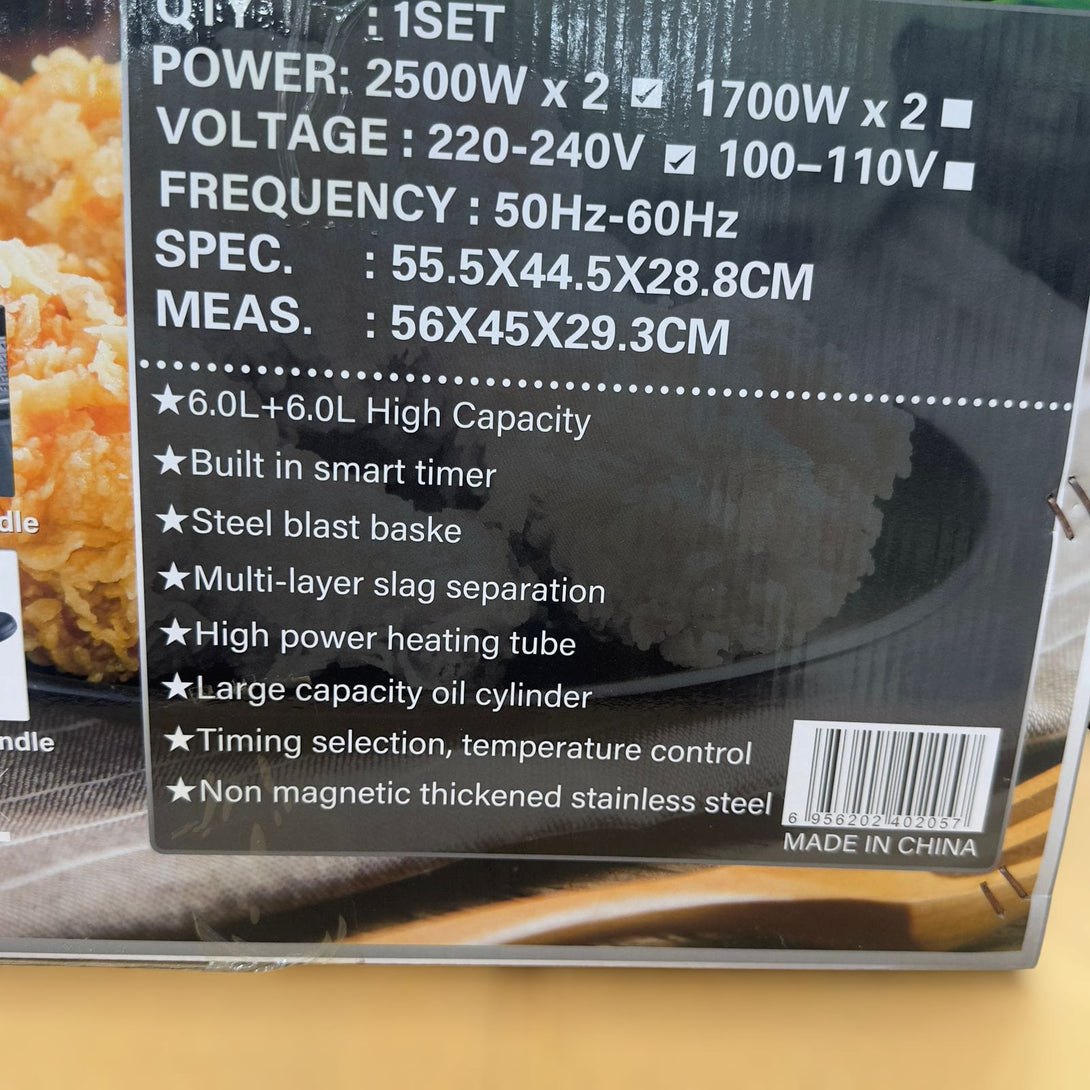 QTY : 1SET
POWER: 2500W x 2 ☑ 1700W x 2 ☐
VOLTAGE : 220-240V ☑ 100-110V ☐
FREQUENCY : 50Hz-60Hz
SPEC. : 55.5X44.5X28.8CM
MEAS. : 56X45X29.3CM
★6.0L+6.0L High Capacity
★Built in smart timer
★Steel blast baske
★Multi-layer slag separation
★High power heating tube
★Large capacity oil cylinder
★Timing selection, temperature control
★Non magnetic thickened stainless steel
6 956202 402057
MADE IN CHINA
dle
ndle